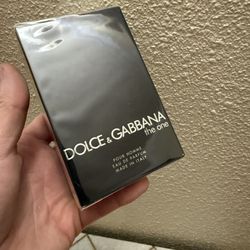 DOLCE & GABBANA
the one
POUR HOMME
EAU DE PARFUM
MADE IN ITALY